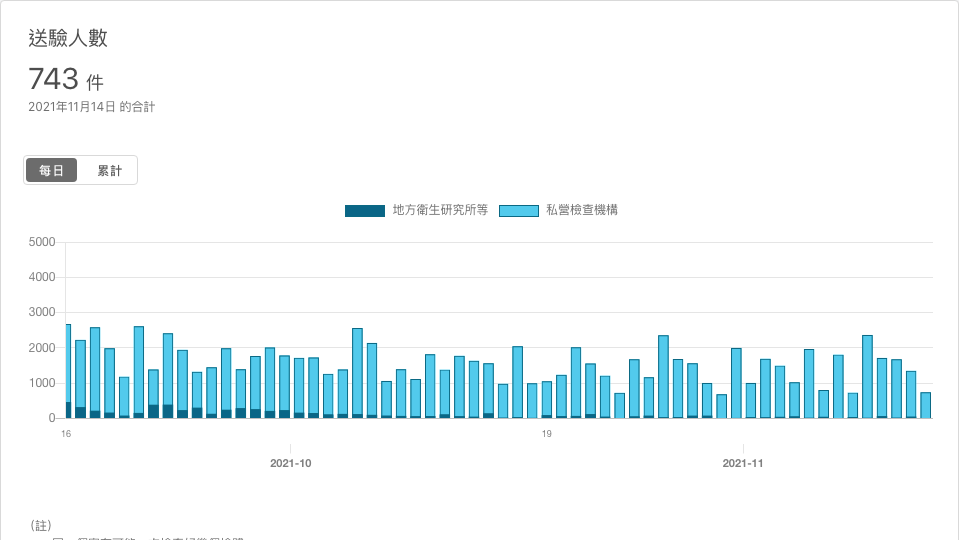 送驗人數
743 件
2021年11月14日 的合計
每日 累計
地方衛生研究所等 私營檢查機構
5000
4000
3000
2000
1000
0
16 19
2021-10 2021-11
（註）